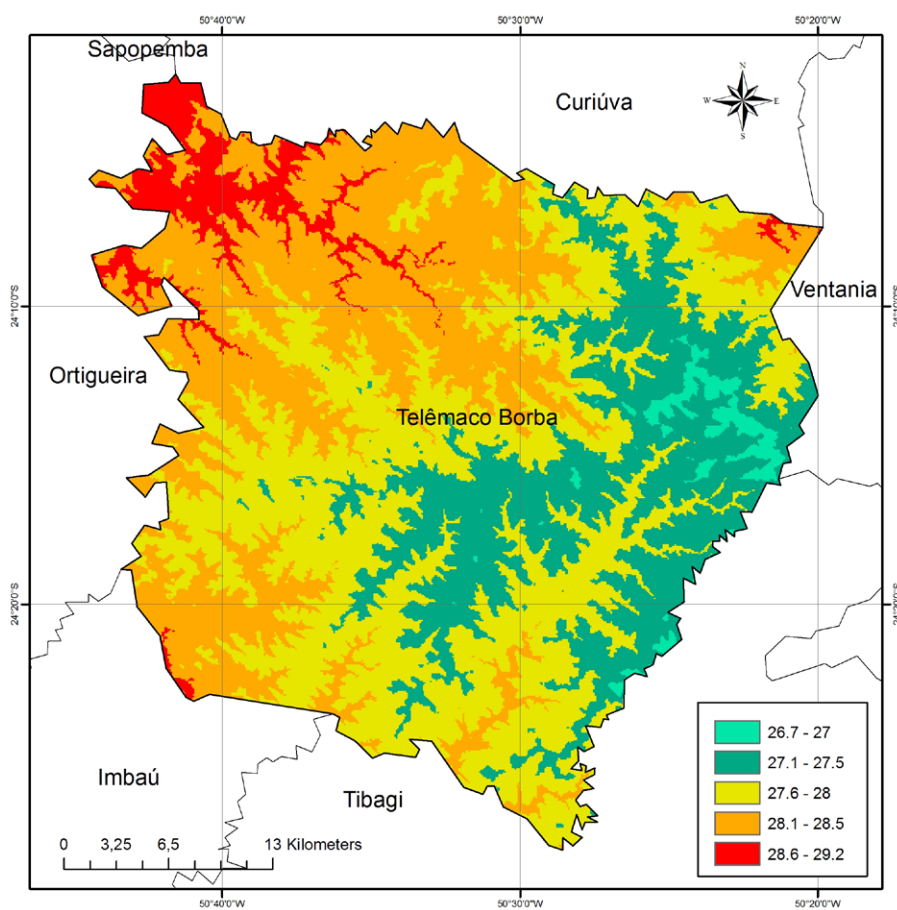 50°40'0"W
50°30'0"W
50°20'0"W
Sapopemba
Curiúva
N
W
E
S
24°10'0"S
24°10'0"S
Ventania
Ortigueira
Telêmaco Borba
24°20'0"S
24°20'0"S
26.7 - 27
27.1 - 27.5
27.6 - 28
28.1 - 28.5
28.6 - 29.2
Imbaú
Tibagi
0 3,25 6,5 13 Kilometers
50°40'0"W
50°30'0"W
50°20'0"W